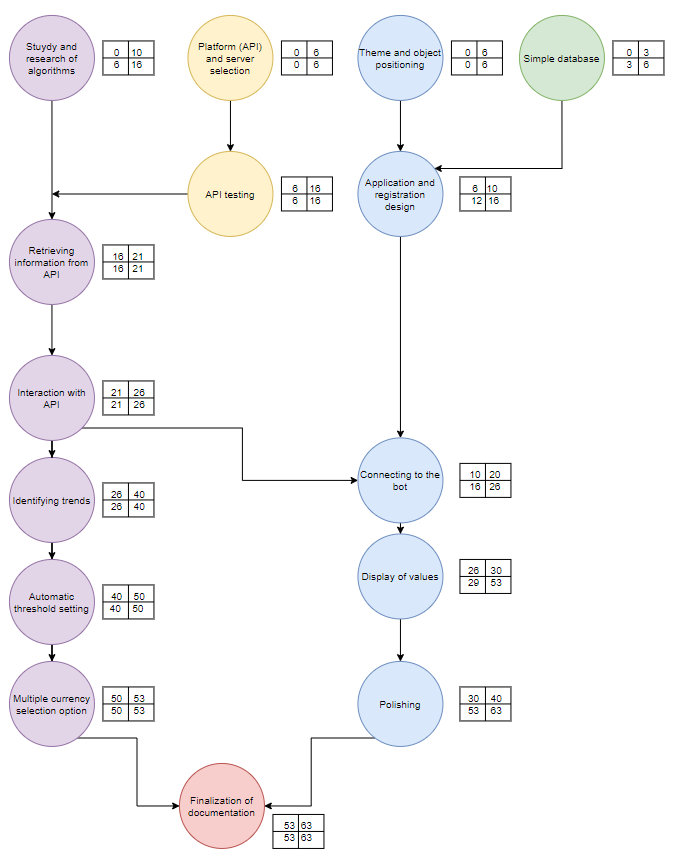 Stuydy and
research of
algorithms
0 10
6 16
Platform (API)
and server
selection
0 6
0 6
Theme and object
positioning
0 6
0 6
Simple database
0 3
3 6
API testing
6 16
6 16
Application and
registration
design
6 10
12 16
Retrieving
information from
API
16 21
16 21
Interaction with
API
21 26
21 26
Connecting to the
bot
10 20
16 26
Identifying trends
26 40
26 40
Display of values
26 30
29 53
Automatic
threshold setting
40 50
40 50
Multiple currency
selection option
50 53
50 53
Polishing
30 40
53 63
Finalization of
documentation
53 63
53 63